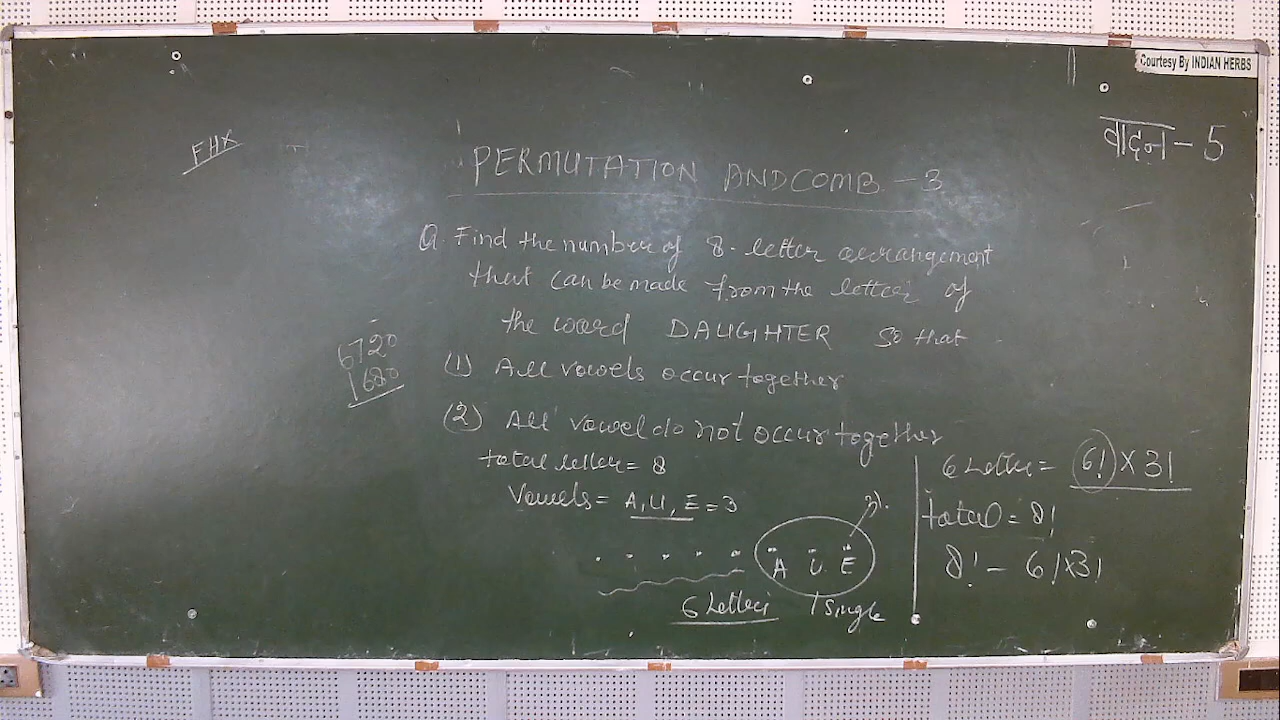 Courtesy By INDIAN HERBS
वादन - 5
FHX
PERMUTATION AND COMB - 3
Q. Find the number of 8- letter arrangement
that can be made from the letter of
the word DAUGHTER so that
(1) All vowels occur together
(2) All vowel do not occur together
6720
1680
total letter = 8
Vowels = A, U, E = 3
3!
A U E
6 Letters 1 Single
6 Letter = 6! X 3!
total = 8!
8! - 6! X 3!